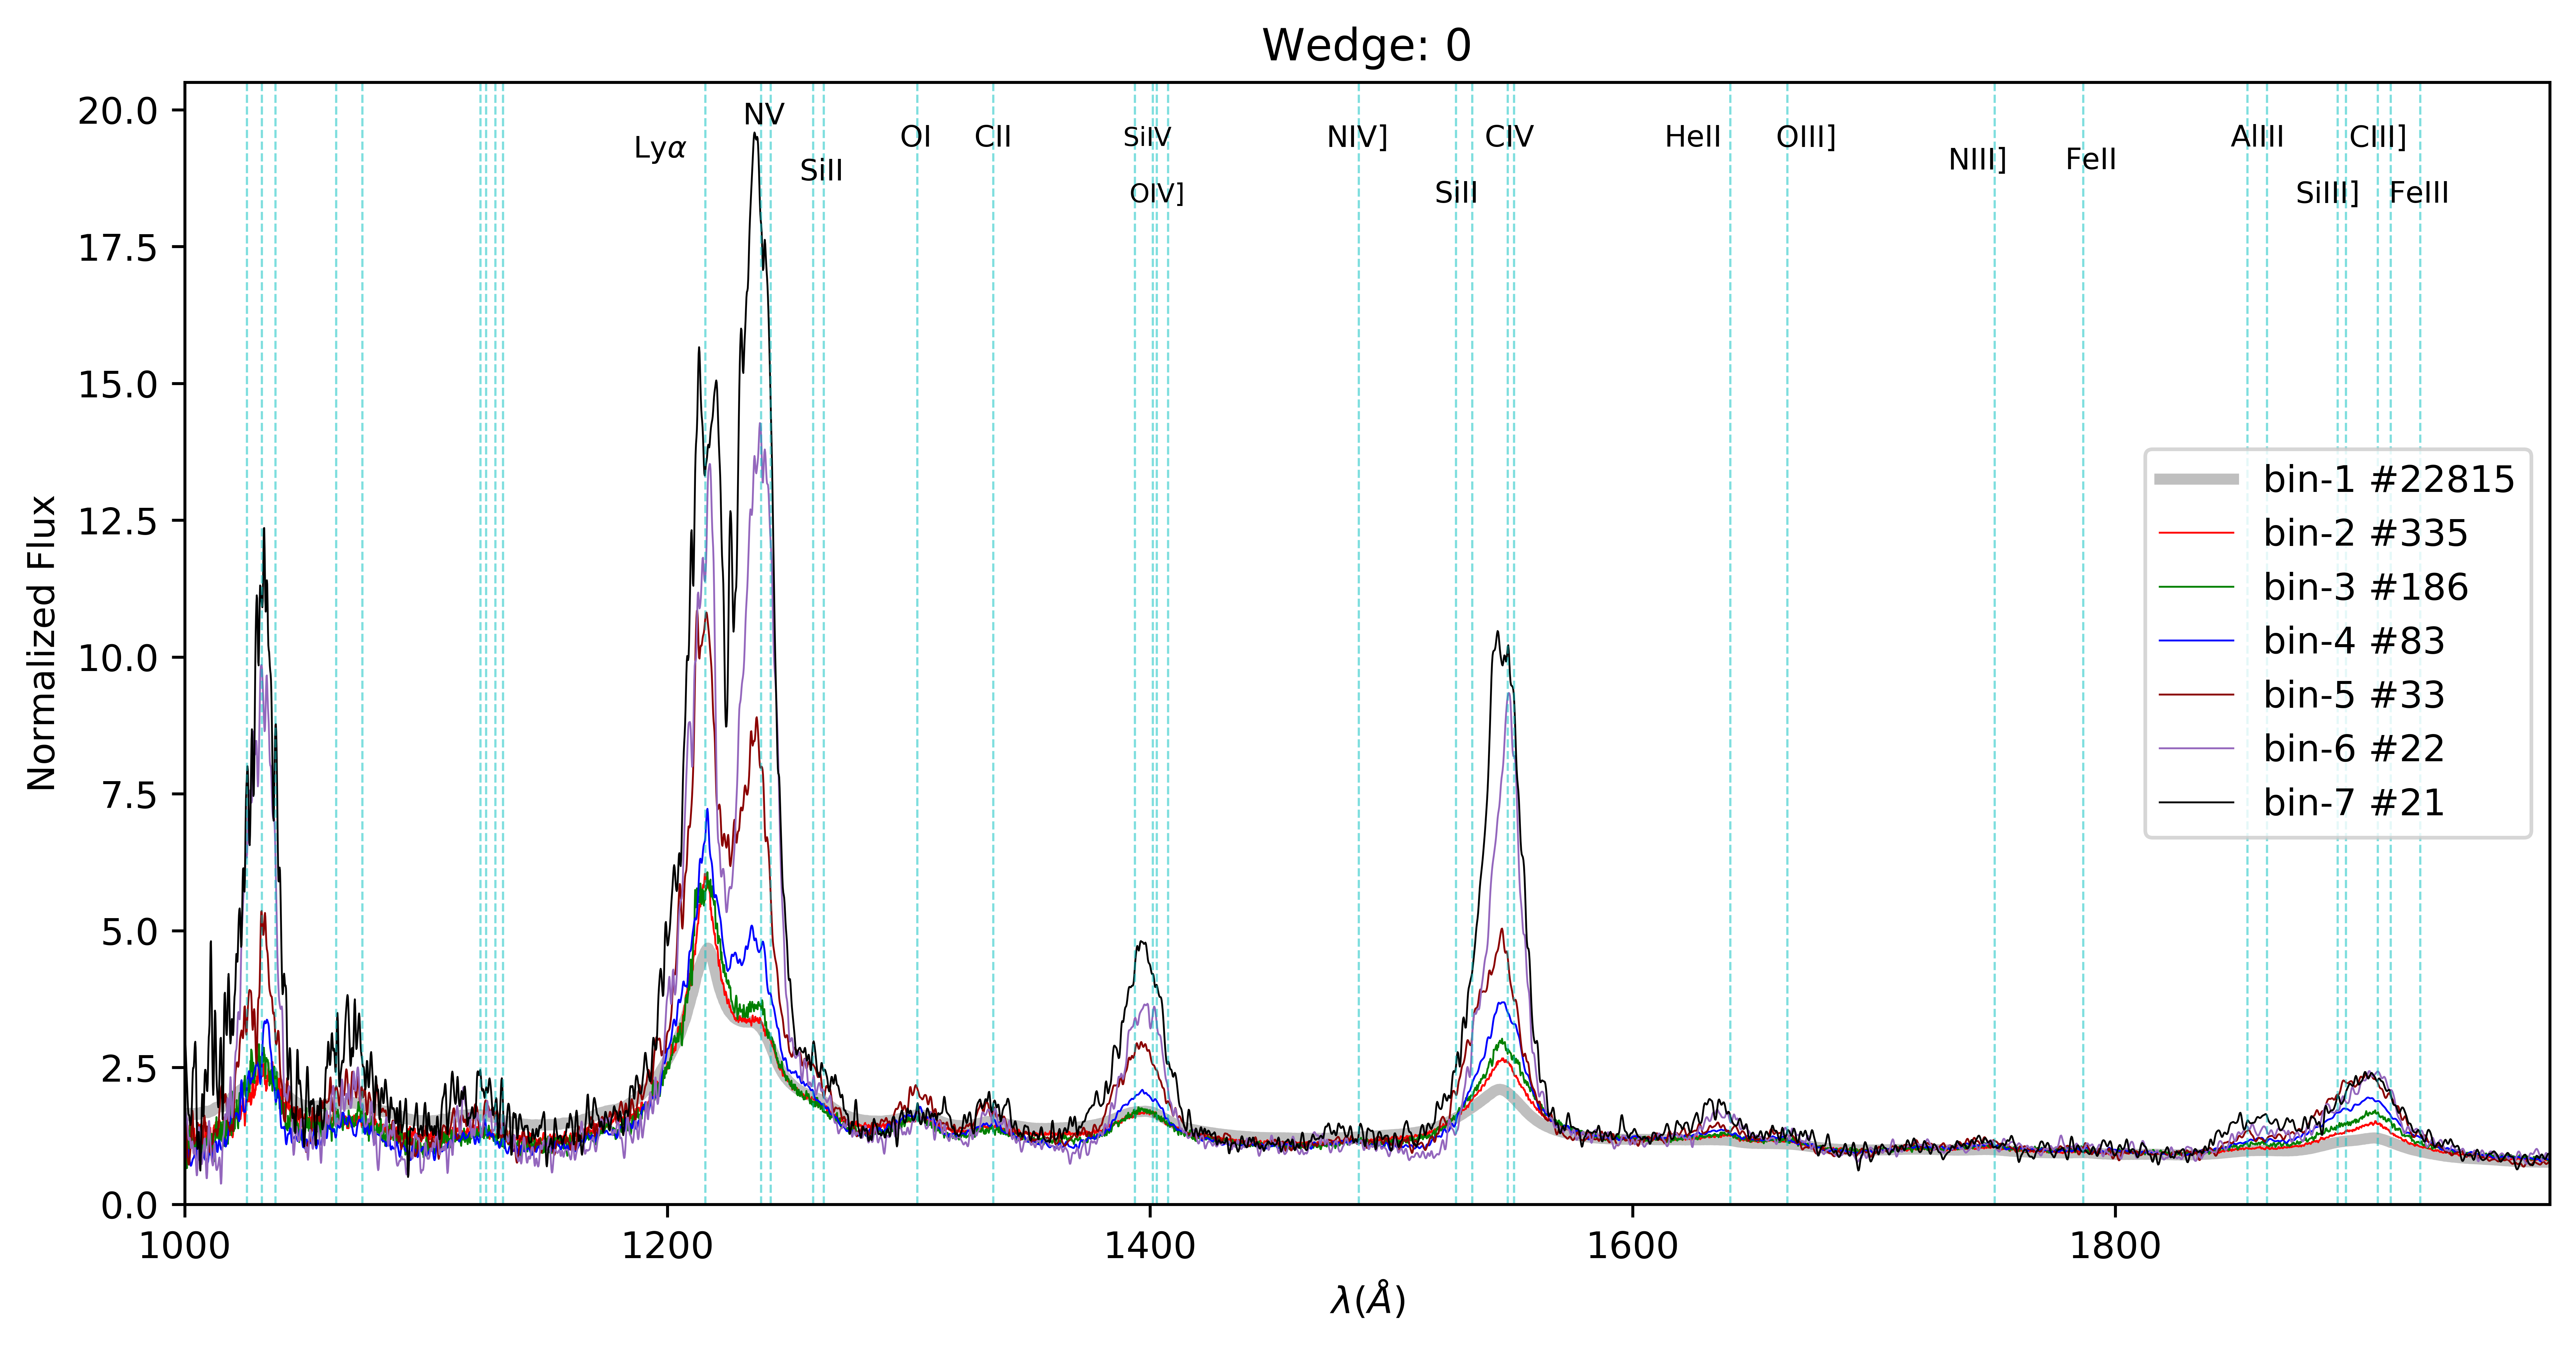 Wedge: 0
20.0
17.5
15.0
12.5
10.0
7.5
5.0
2.5
0.0
Normalized Flux
Lyα
NV
SiII
OI
CII
SiIV
OIV]
NIV]
SiII
CIV
HeII
OIII]
NIII]
FeII
AlIII
SiIII]
CIII]
FeIII
bin-1 #22815
bin-2 #335
bin-3 #186
bin-4 #83
bin-5 #33
bin-6 #22
bin-7 #21
1000
1200
1400
1600
1800
λ(Å)